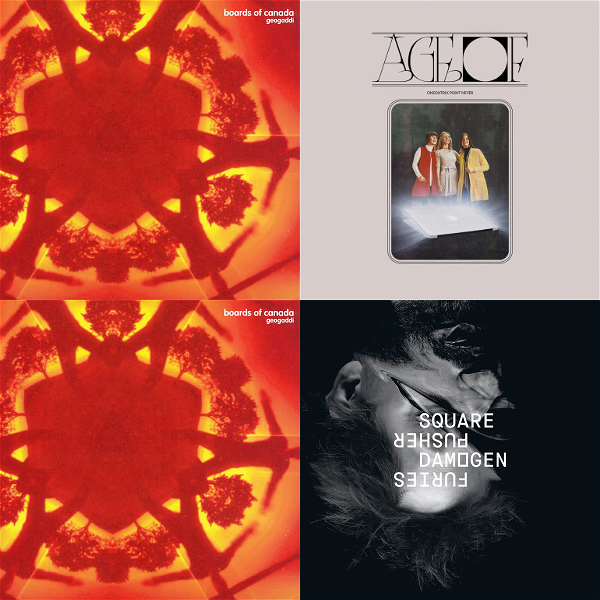 boards of canada
geogaddi
AGE OF
ONEOHTRIX POINT NEVER
boards of canada
geogaddi
SQUARE
PUSHER
DAMOGEN
FURIES